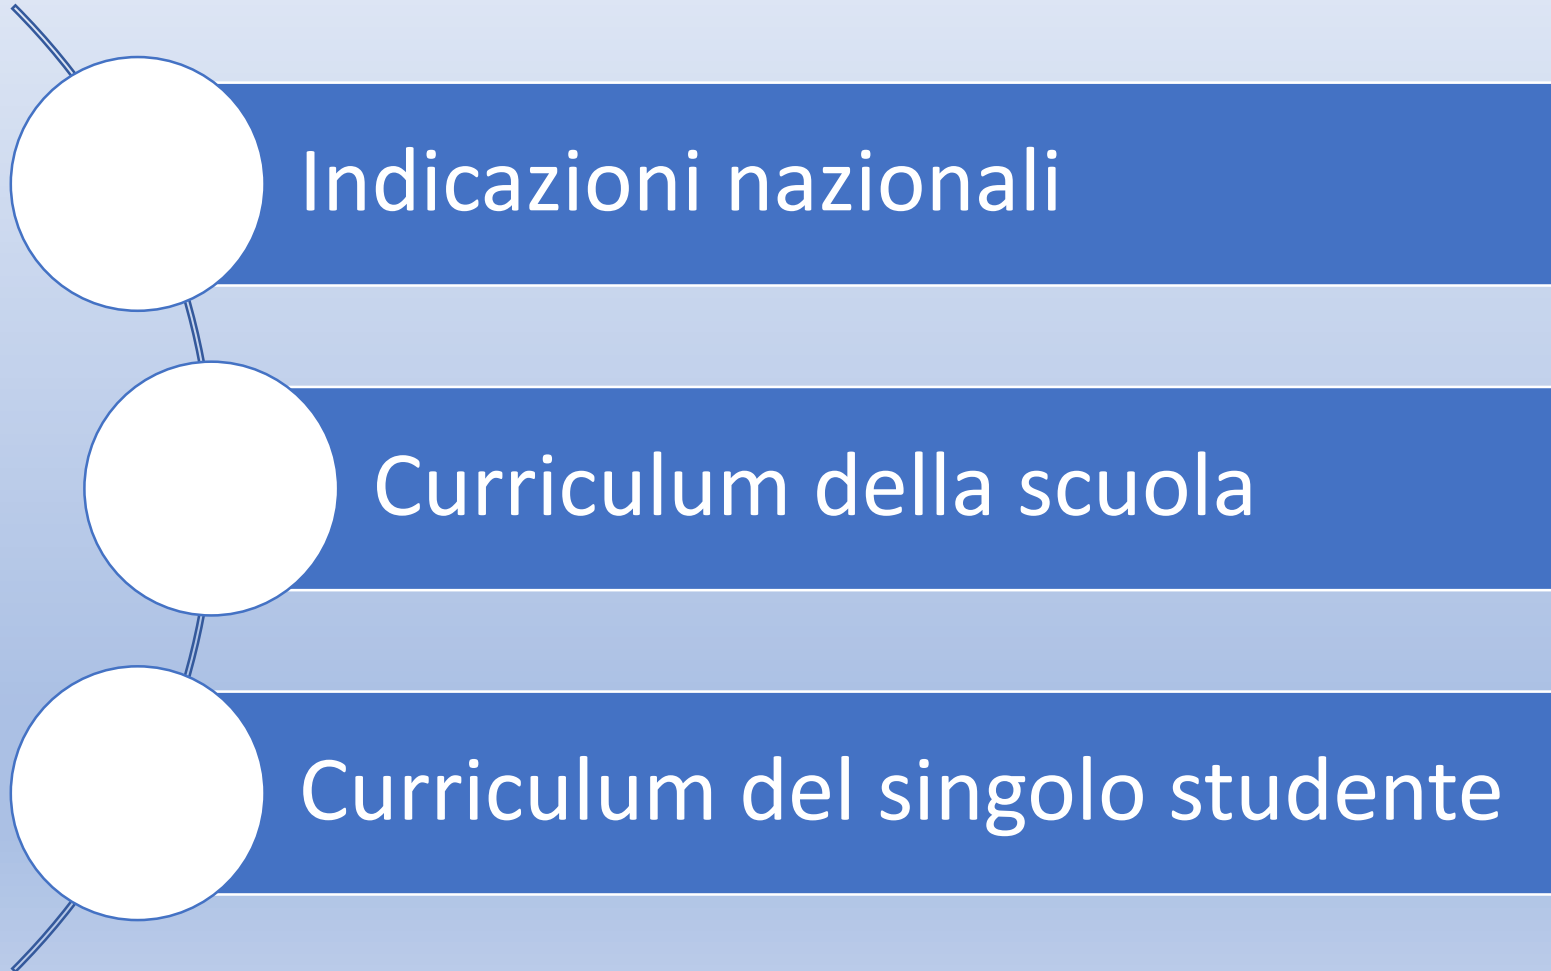 Indicazioni nazionali
Curriculum della scuola
Curriculum del singolo studente